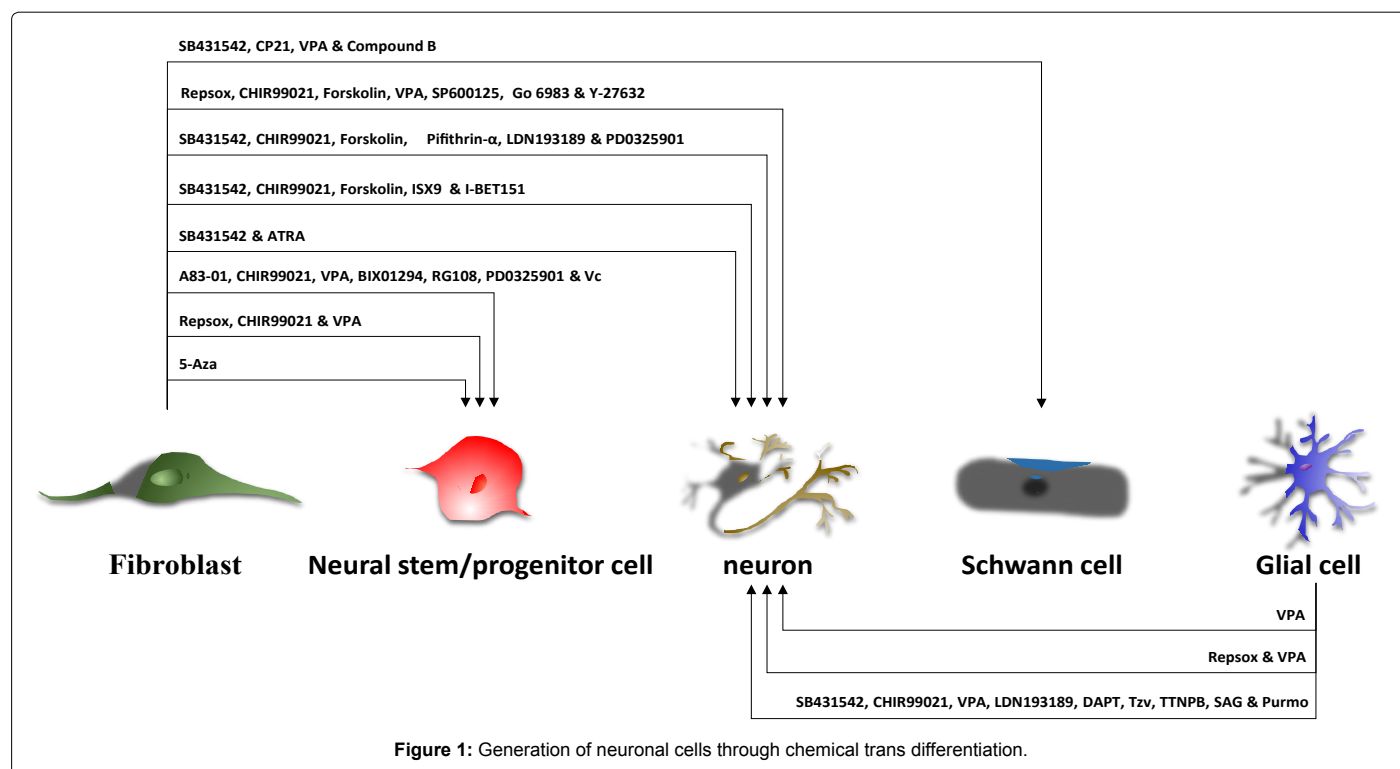 SB431542, CP21, VPA & Compound B
Repsox, CHIR99021, Forskolin, VPA, SP600125, Go 6983 & Y-27632
SB431542, CHIR99021, Forskolin, Pifithrin-α, LDN193189 & PD0325901
SB431542, CHIR99021, Forskolin, ISX9 & I-BET151
SB431542 & ATRA
A83-01, CHIR99021, VPA, BIX01294, RG108, PD0325901 & Vc
Repsox, CHIR99021 & VPA
5-Aza
Fibroblast
Neural stem/progenitor cell
neuron
Schwann cell
Glial cell
VPA
Repsox & VPA
SB431542, CHIR99021, VPA, LDN193189, DAPT, Tzv, TTNPB, SAG & Purmo
Figure 1: Generation of neuronal cells through chemical trans differentiation.